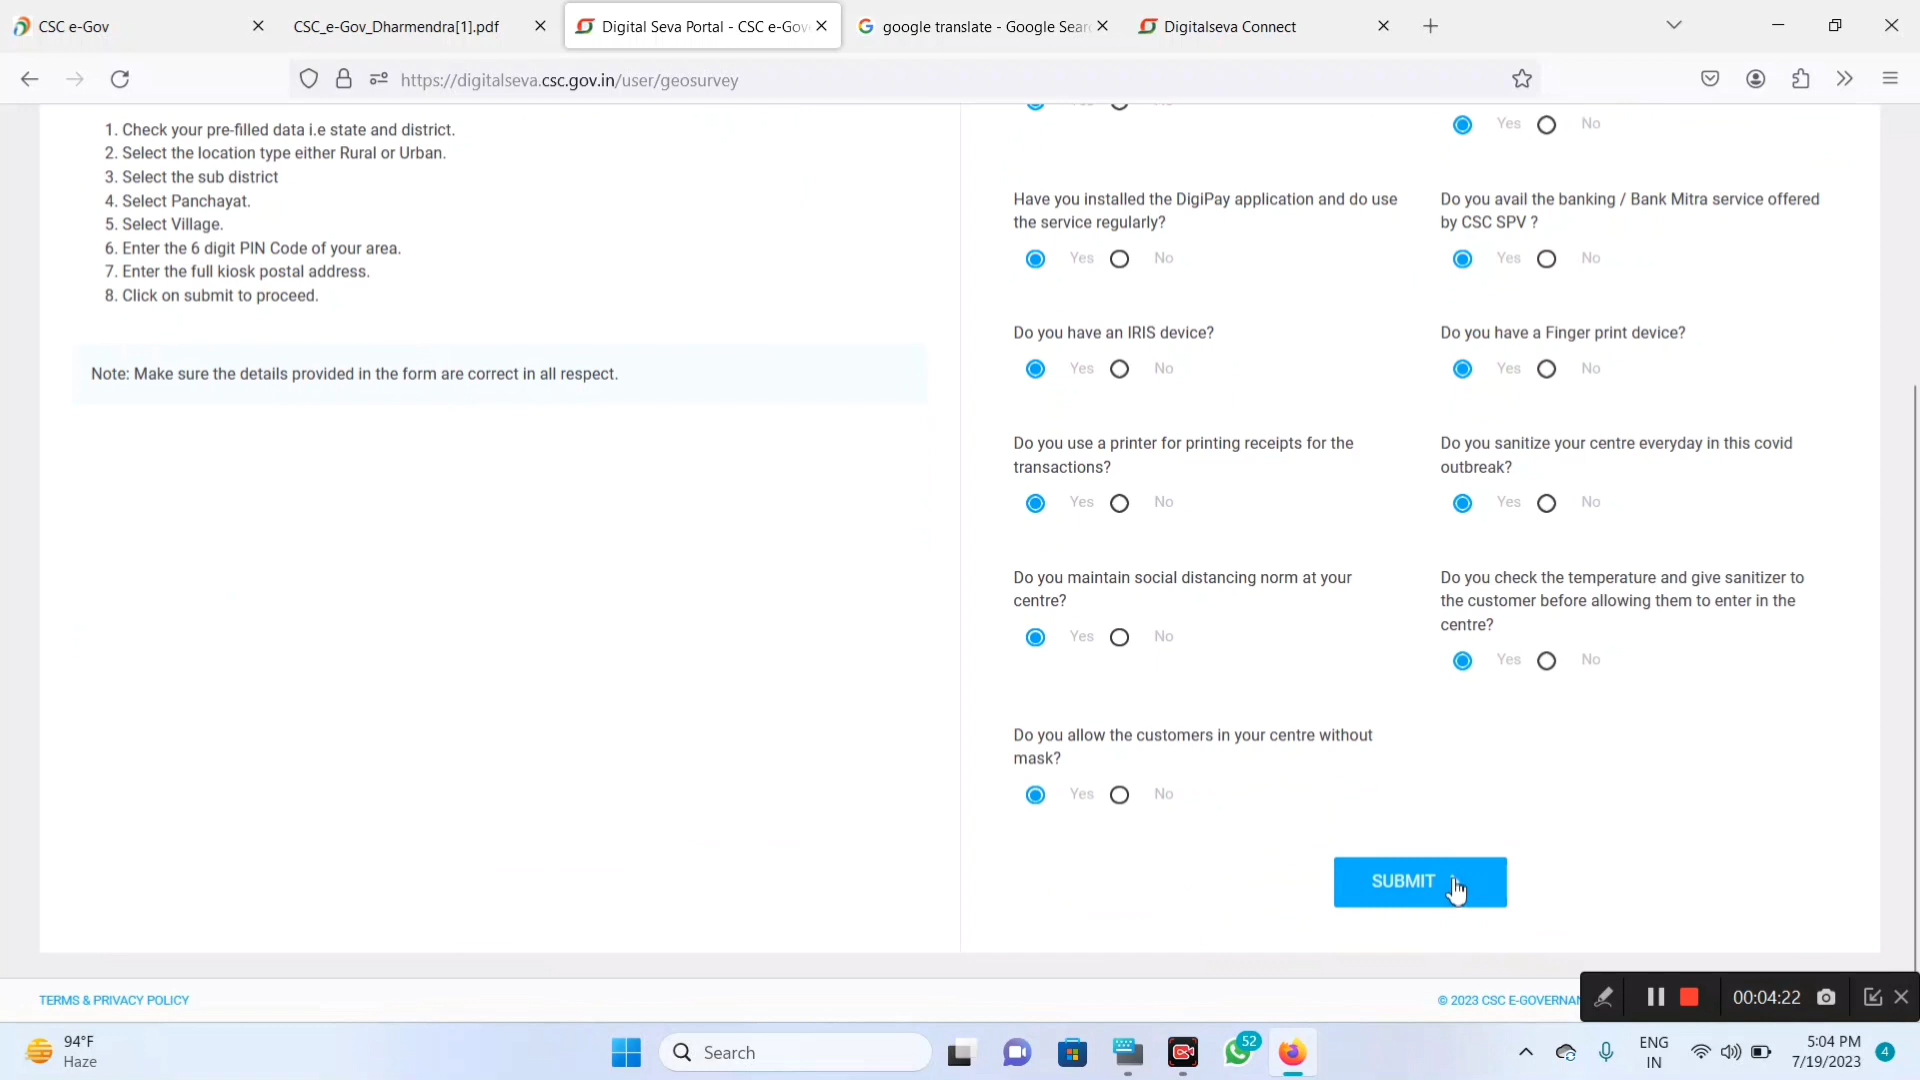 CSC e-Gov
CSC_e-Gov_Dharmendra[1].pdf
Digital Seva Portal - CSC e-Gov
google translate - Google Sear
Digitalseva Connect
https://digitalseva.csc.gov.in/user/geosurvey
1. Check your pre-filled data i.e state and district.
2. Select the location type either Rural or Urban.
3. Select the sub district
4. Select Panchayat.
5. Select Village.
6. Enter the 6 digit PIN Code of your area.
7. Enter the full kiosk postal address.
8. Click on submit to proceed.
Note: Make sure the details provided in the form are correct in all respect.
Yes No
Have you installed the DigiPay application and do use
the service regularly?
Yes No
Do you avail the banking / Bank Mitra service offered
by CSC SPV ?
Yes No
Do you have an IRIS device?
Yes No
Do you have a Finger print device?
Yes No
Do you use a printer for printing receipts for the
transactions?
Yes No
Do you sanitize your centre everyday in this covid
outbreak?
Yes No
Do you maintain social distancing norm at your
centre?
Yes No
Do you check the temperature and give sanitizer to
the customer before allowing them to enter in the
centre?
Yes No
Do you allow the customers in your centre without
mask?
Yes No
SUBMIT
TERMS & PRIVACY POLICY
© 2023 CSC E-GOVERNAN
00:04:22
94°F
Haze
Search
52
ENG
IN
5:04 PM
7/19/2023
4